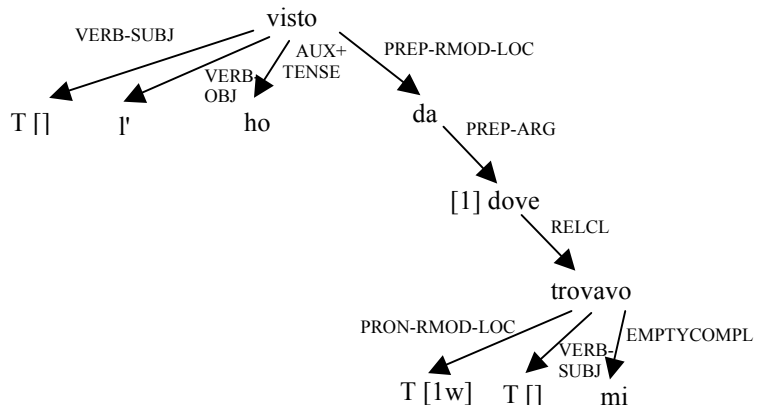 visto
VERB-SUBJ
AUX+
TENSE
PREP-RMOD-LOC
VERB-
OBJ
T []
l'
ho
da
PREP-ARG
[1] dove
RELCL
trovavo
PRON-RMOD-LOC
VERB-
SUBJ
EMPTYCOMPL
T [1w]
T []
mi